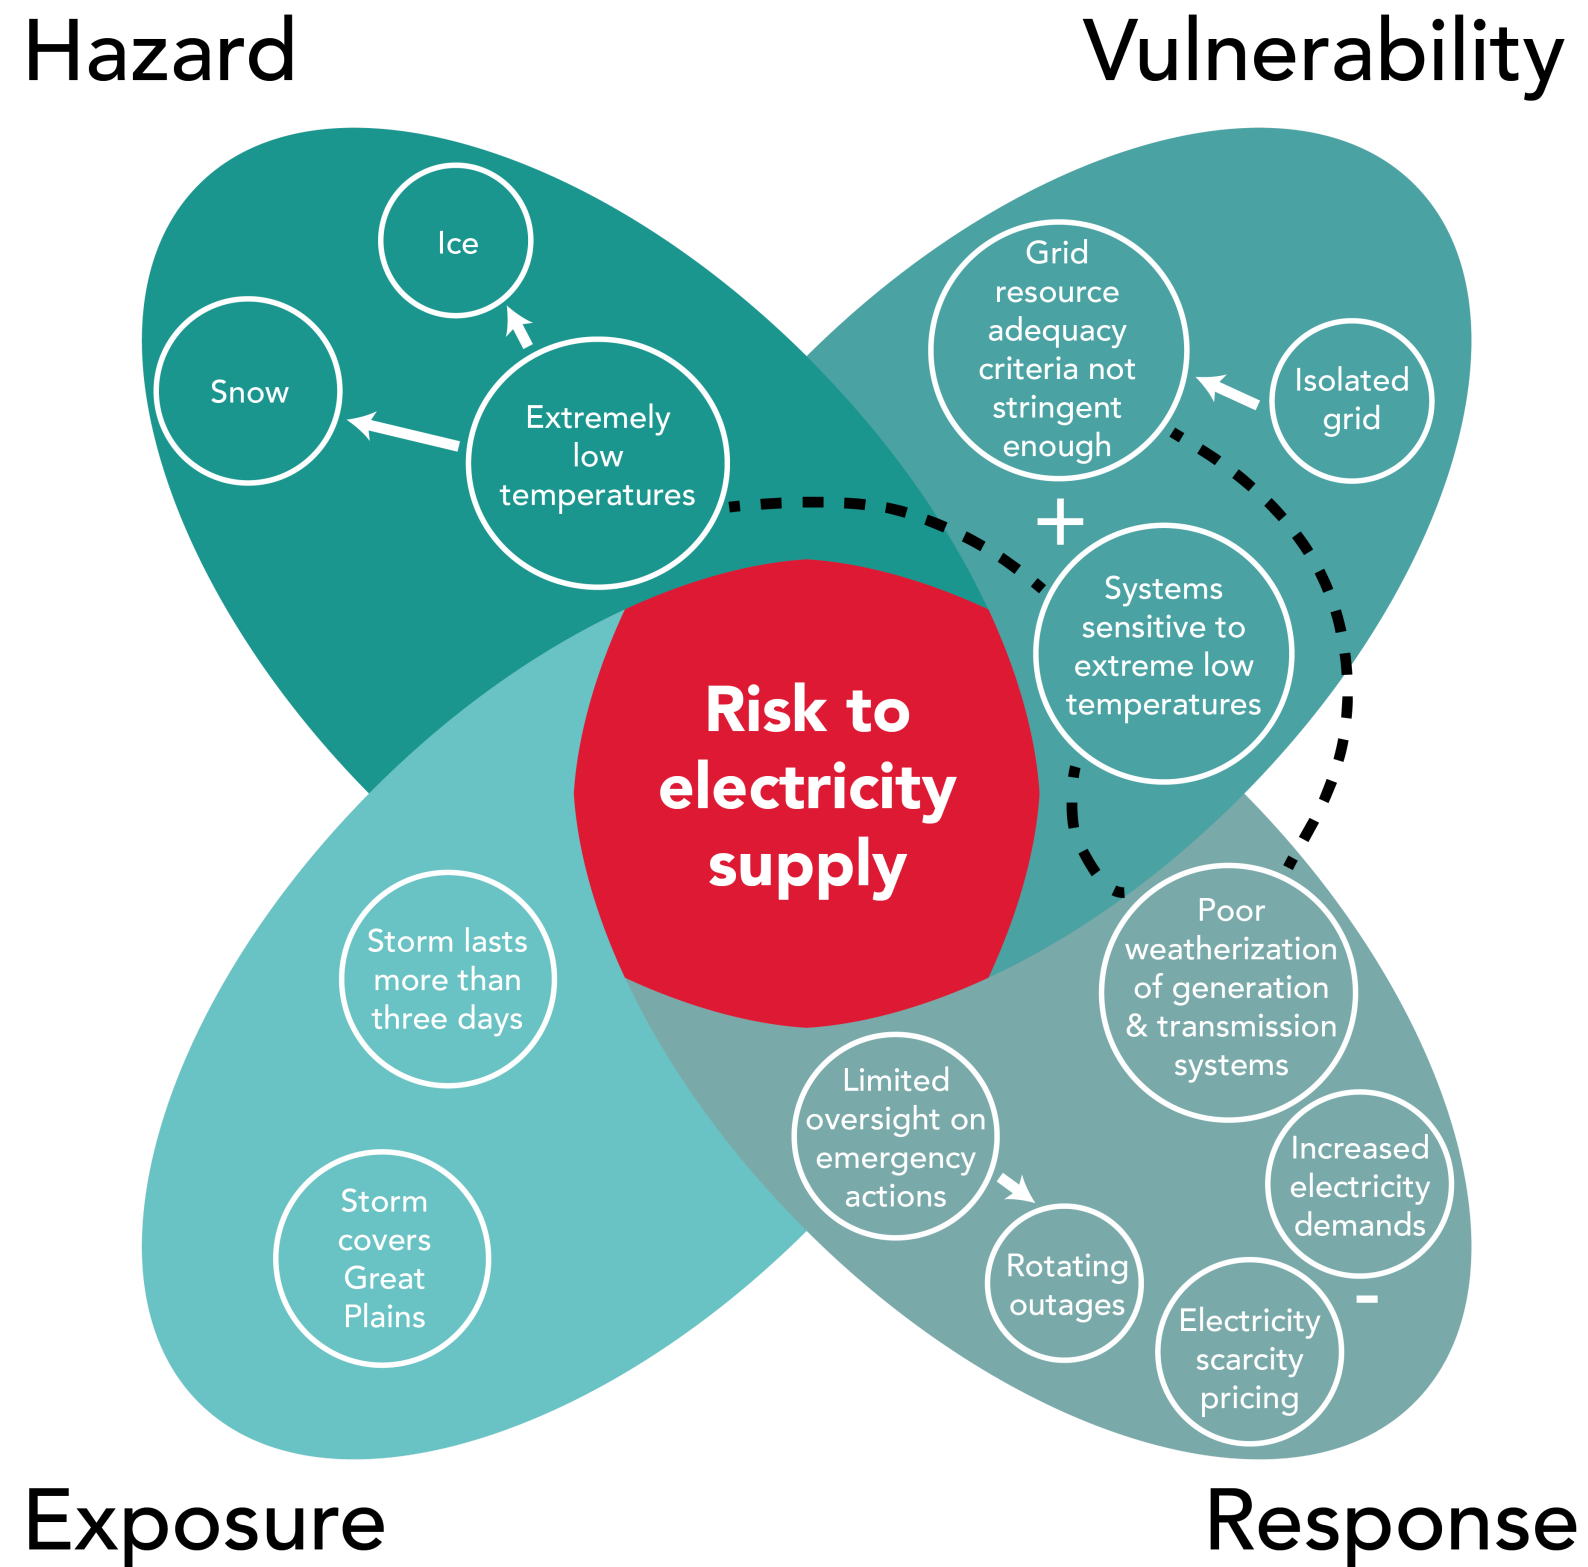 Hazard
Vulnerability
Ice
Snow
Extremely
low
temperatures
Grid
resource
adequacy
criteria not
stringent
enough
Isolated
grid
+
Systems
sensitive to
extreme low
temperatures
Risk to
electricity
supply
Storm lasts
more than
three days
Storm
covers
Great
Plains
Poor
weatherization
of generation
& transmission
systems
Limited
oversight on
emergency
actions
Rotating
outages
Increased
electricity
demands
-
Electricity
scarcity
pricing
Exposure
Response